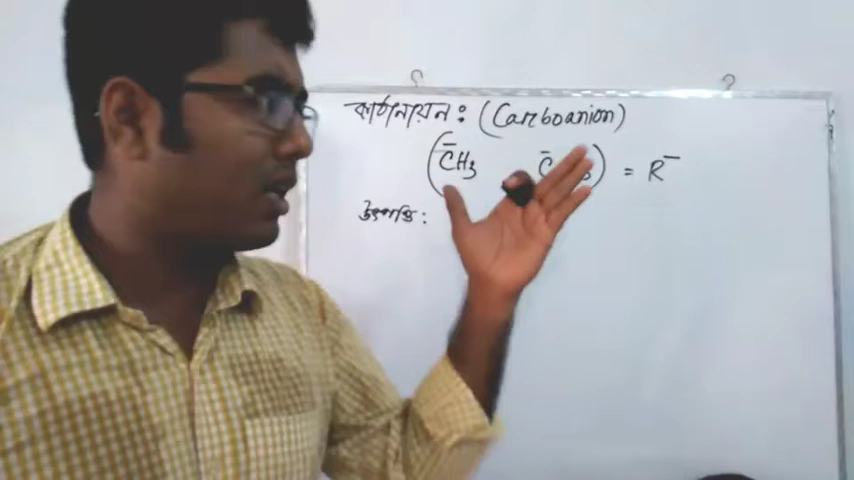 কার্বানায়ন : (Carboanion)
(C̄H₃ C̄ ) = R⁻
উৎপত্তি :